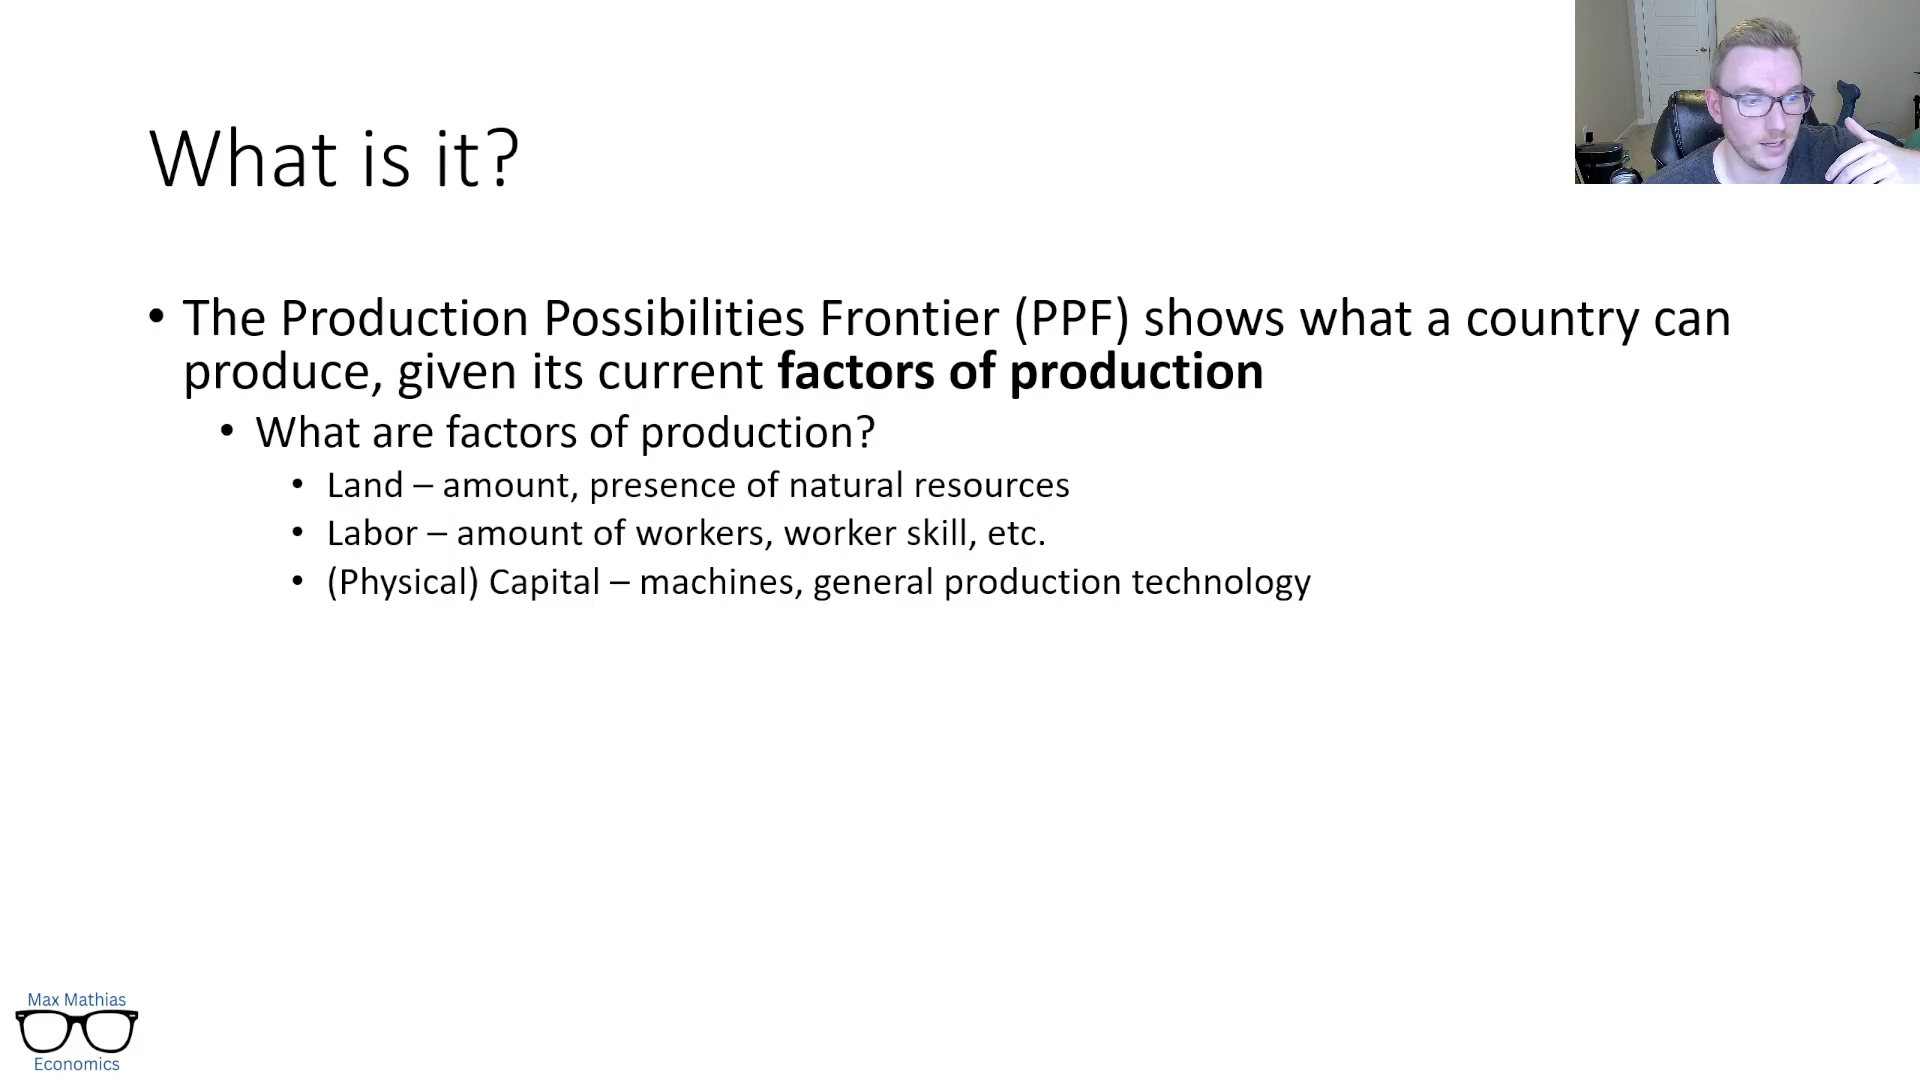 What is it?
• The Production Possibilities Frontier (PPF) shows what a country can
produce, given its current factors of production
• What are factors of production?
• Land – amount, presence of natural resources
• Labor – amount of workers, worker skill, etc.
• (Physical) Capital – machines, general production technology
Max Mathias
Economics